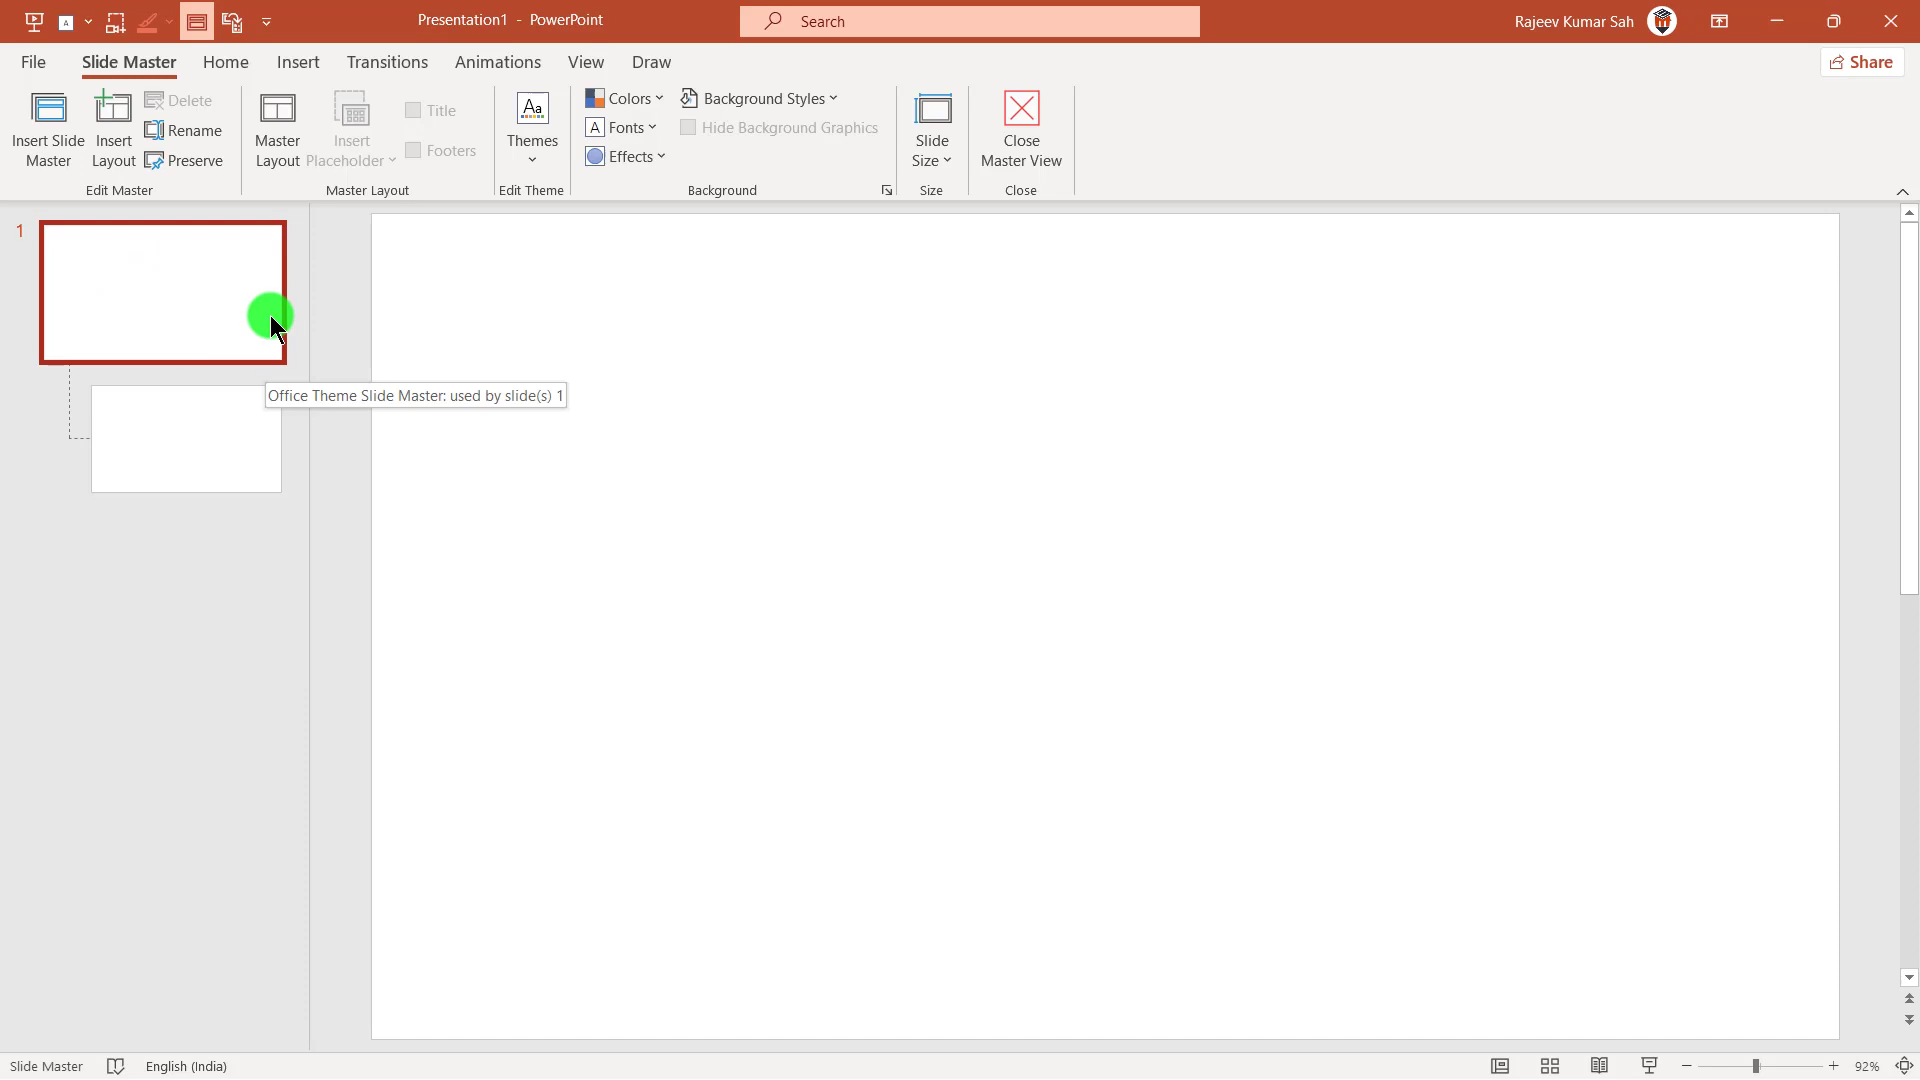 Presentation1 - PowerPoint
Search
Rajeev Kumar Sah
File Slide Master Home Insert Transitions Animations View Draw
Share
Insert Slide
Master
Insert
Layout
Delete
Rename
Preserve
Edit Master
Master
Layout
Insert
Placeholder
Title
Footers
Master Layout
Aa
Themes
Edit Theme
Colors
A Fonts
Effects
Background Styles
Hide Background Graphics
Background
Slide
Size
Size
Close
Master View
Close
1
Office Theme Slide Master: used by slide(s) 1
Slide Master
English (India)
92%